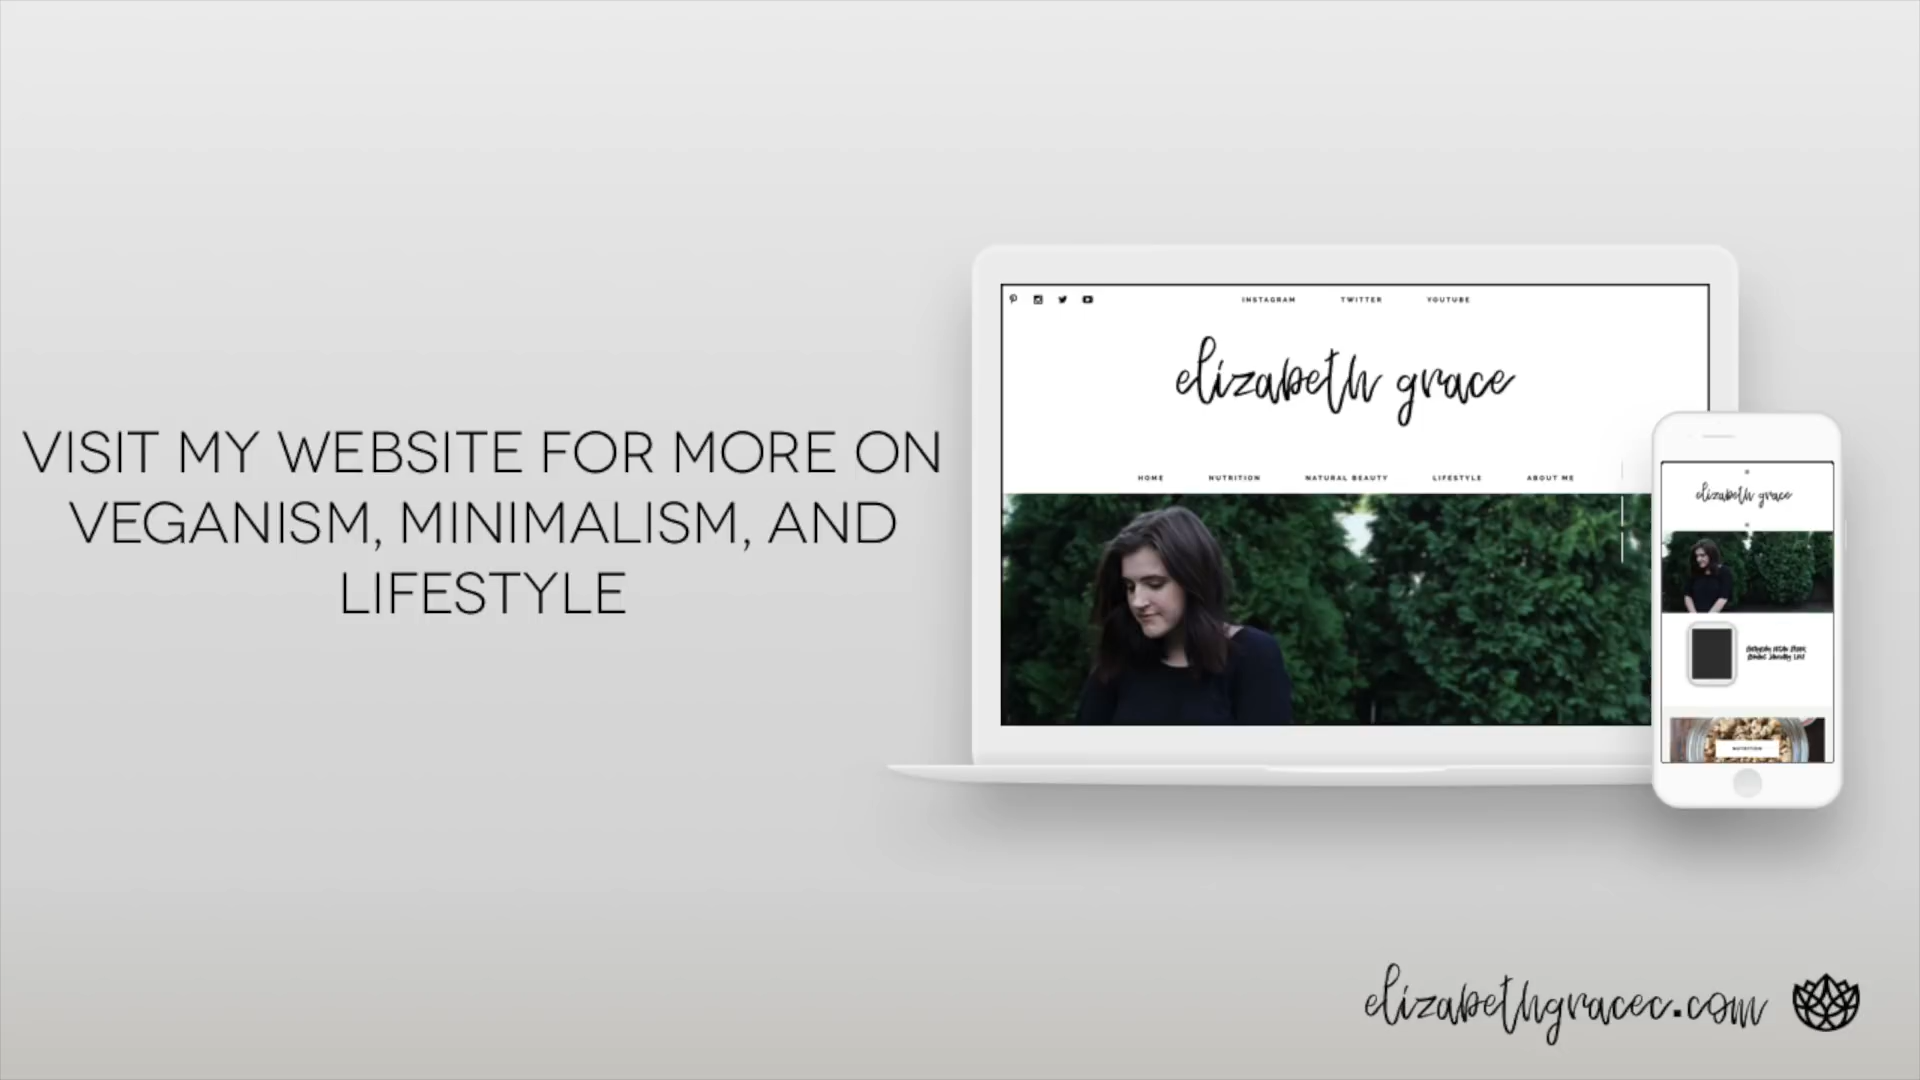 VISIT MY WEBSITE FOR MORE ON
VEGANISM, MINIMALISM, AND
LIFESTYLE
INSTAGRAM TWITTER YOUTUBE
elizabeth grace
HOME NUTRITION NATURAL BEAUTY LIFESTYLE ABOUT ME
elizabeth grace
NUTRITION
elizabethgracec.com